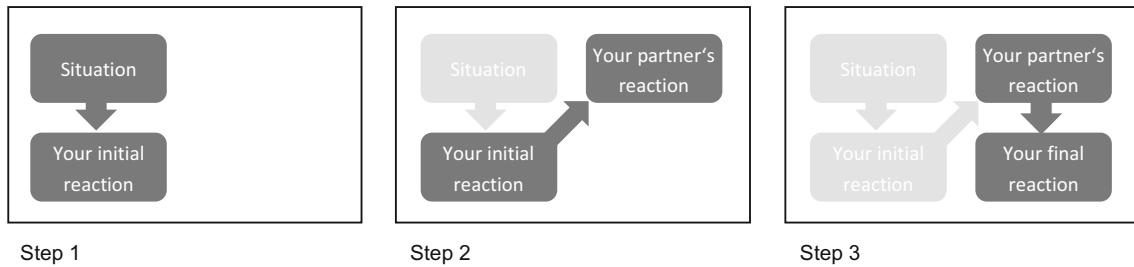 Situation
Your initial
reaction
Step 1
Situation
Your partner‘s
reaction
Your initial
reaction
Step 2
Situation
Your partner‘s
reaction
Your initial
reaction
Your final
reaction
Step 3